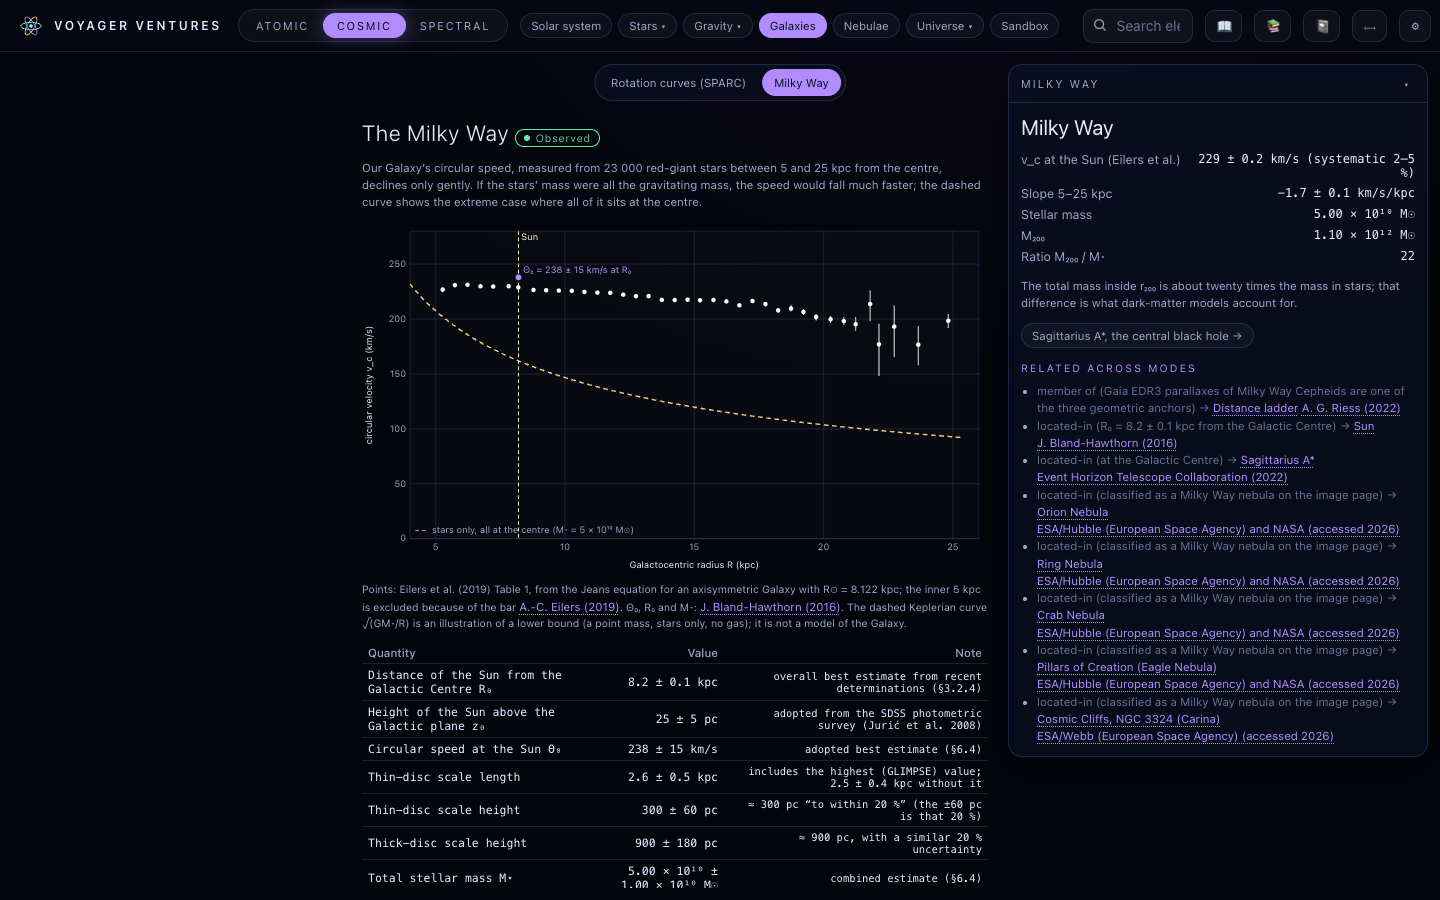 VOYAGER VENTURES
ATOMIC COSMIC SPECTRAL
Solar system Stars ▾ Gravity ▾ Galaxies Nebulae Universe ▾ Sandbox
Search ele
Rotation curves (SPARC) Milky Way
The Milky Way Observed
Our Galaxy's circular speed, measured from 23 000 red-giant stars between 5 and 25 kpc from the centre,
declines only gently. If the stars' mass were all the gravitating mass, the speed would fall much faster; the dashed
curve shows the extreme case where all of it sits at the centre.
Sun
Θ₀ = 238 ± 15 km/s at R₀
250
200
150
100
50
0
circular velocity v_c (km/s)
stars only, all at the centre (M⋆ = 5 × 10¹⁰ M☉)
5 10 15 20 25
Galactocentric radius R (kpc)
Points: Eilers et al. (2019) Table 1, from the Jeans equation for an axisymmetric Galaxy with R☉ = 8.122 kpc; the inner 5 kpc
is excluded because of the bar A.-C. Eilers (2019). Θ₀, R₀ and M⋆: J. Bland-Hawthorn (2016). The dashed Keplerian curve
√(GM⋆/R) is an illustration of a lower bound (a point mass, stars only, no gas); it is not a model of the Galaxy.
Quantity Value Note
Distance of the Sun from the
Galactic Centre R₀
8.2 ± 0.1 kpc
overall best estimate from recent
determinations (§3.2.4)
Height of the Sun above the
Galactic plane z₀
25 ± 5 pc
adopted from the SDSS photometric
survey (Jurić et al. 2008)
Circular speed at the Sun Θ₀ 238 ± 15 km/s adopted best estimate (§6.4)
Thin-disc scale length 2.6 ± 0.5 kpc
includes the highest (GLIMPSE) value;
2.5 ± 0.4 kpc without it
Thin-disc scale height 300 ± 60 pc
≈ 300 pc “to within 20 %” (the ±60 pc
is that 20 %)
Thick-disc scale height 900 ± 180 pc
≈ 900 pc, with a similar 20 %
uncertainty
Total stellar mass M⋆
5.00 × 10¹⁰ ±
1.00 × 10¹⁰ M☉
combined estimate (§6.4)
MILKY WAY ▾
Milky Way
v_c at the Sun (Eilers et al.) 229 ± 0.2 km/s (systematic 2–5
%)
Slope 5–25 kpc −1.7 ± 0.1 km/s/kpc
Stellar mass 5.00 × 10¹⁰ M☉
M₂₀₀ 1.10 × 10¹² M☉
Ratio M₂₀₀ / M⋆ 22
The total mass inside r₂₀₀ is about twenty times the mass in stars; that
difference is what dark-matter models account for.
Sagittarius A*, the central black hole →
RELATED ACROSS MODES
member of (Gaia EDR3 parallaxes of Milky Way Cepheids are one of
the three geometric anchors) → Distance ladder A. G. Riess (2022)
located-in (R₀ = 8.2 ± 0.1 kpc from the Galactic Centre) → Sun
J. Bland-Hawthorn (2016)
located-in (at the Galactic Centre) → Sagittarius A*
Event Horizon Telescope Collaboration (2022)
located-in (classified as a Milky Way nebula on the image page) →
Orion Nebula
ESA/Hubble (European Space Agency) and NASA (accessed 2026)
located-in (classified as a Milky Way nebula on the image page) →
Ring Nebula
ESA/Hubble (European Space Agency) and NASA (accessed 2026)
located-in (classified as a Milky Way nebula on the image page) →
Crab Nebula
ESA/Hubble (European Space Agency) and NASA (accessed 2026)
located-in (classified as a Milky Way nebula on the image page) →
Pillars of Creation (Eagle Nebula)
ESA/Hubble (European Space Agency) and NASA (accessed 2026)
located-in (classified as a Milky Way nebula on the image page) →
Cosmic Cliffs, NGC 3324 (Carina)
ESA/Webb (European Space Agency) (accessed 2026)